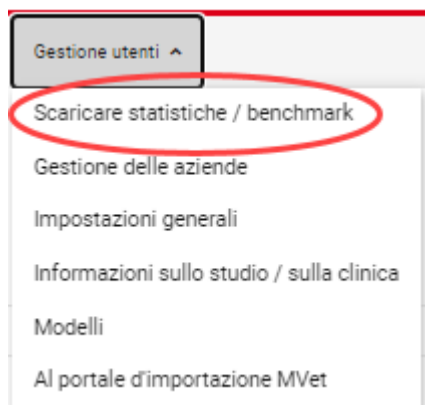 Gestione utenti
Scaricare statistiche / benchmark
Gestione delle aziende
Impostazioni generali
Informazioni sullo studio / sulla clinica
Modelli
Al portale d'importazione MVet